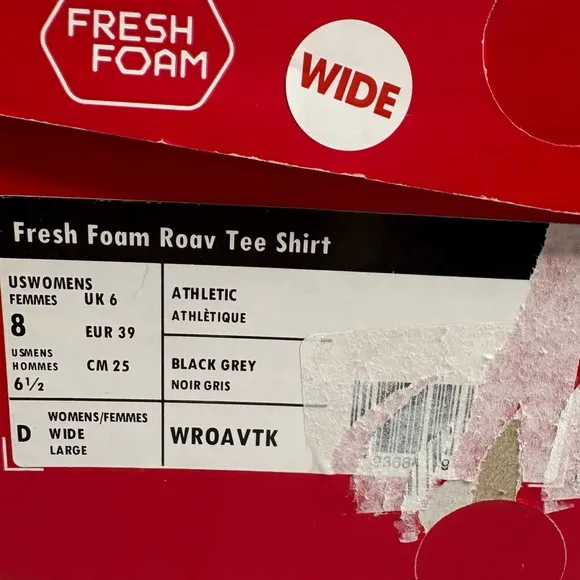 FRESH
FOAM
WIDE
Fresh Foam Roav Tee Shirt
USWOMENS
FEMMES UK 6
8
EUR 39
USMENS
HOMMES
CM 25
6½
ATHLETIC
ATHLÈTIQUE
BLACK GREY
NOIR GRIS
D
WOMENS/FEMMES
WIDE
LARGE
WROAVTK